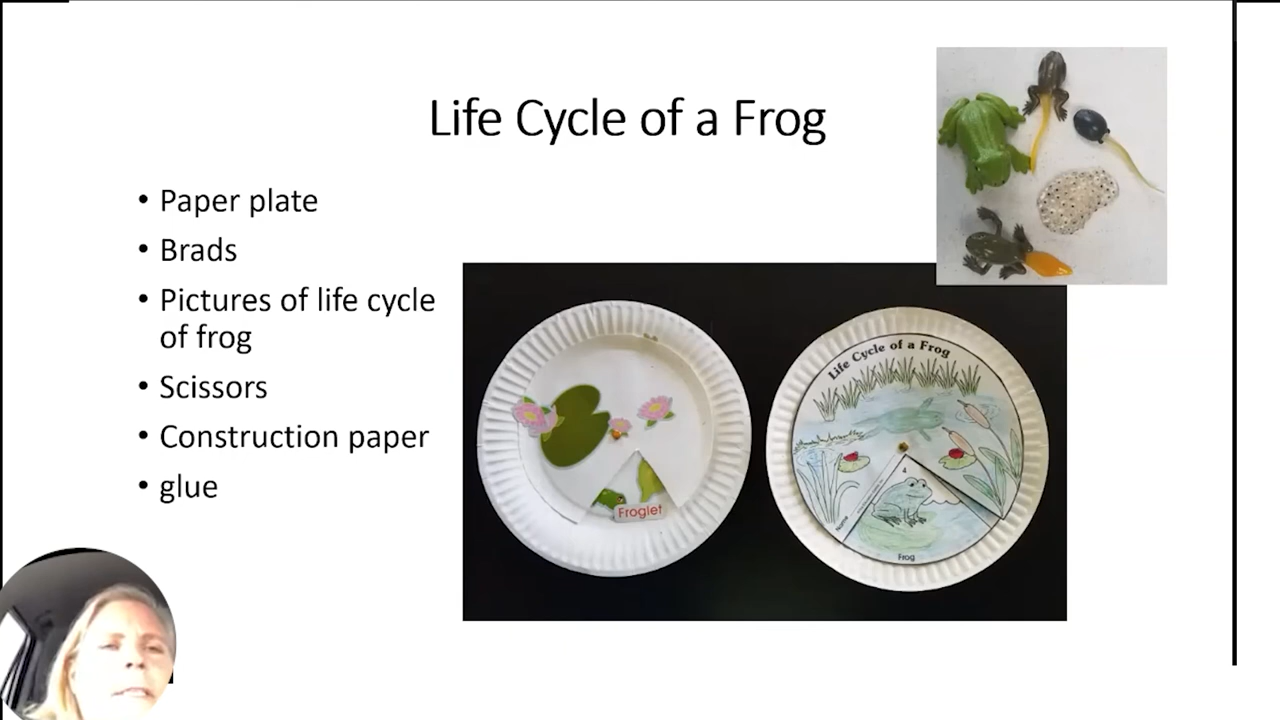 Life Cycle of a Frog
• Paper plate
• Brads
• Pictures of life cycle
of frog
• Scissors
• Construction paper
• glue
Froglet
Life Cycle of a Frog
4
Name
Frog